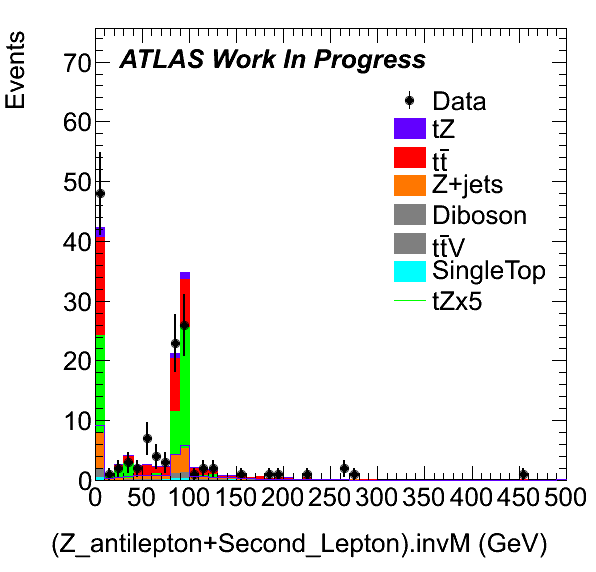 Events
ATLAS Work In Progress
70
60
50
40
30
20
10
0
Data
tZ
tt̄
Z+jets
Diboson
tt̄V
SingleTop
tZx5
0 50 100 150 200 250 300 350 400 450 500
(Z_antilepton+Second_Lepton).invM (GeV)